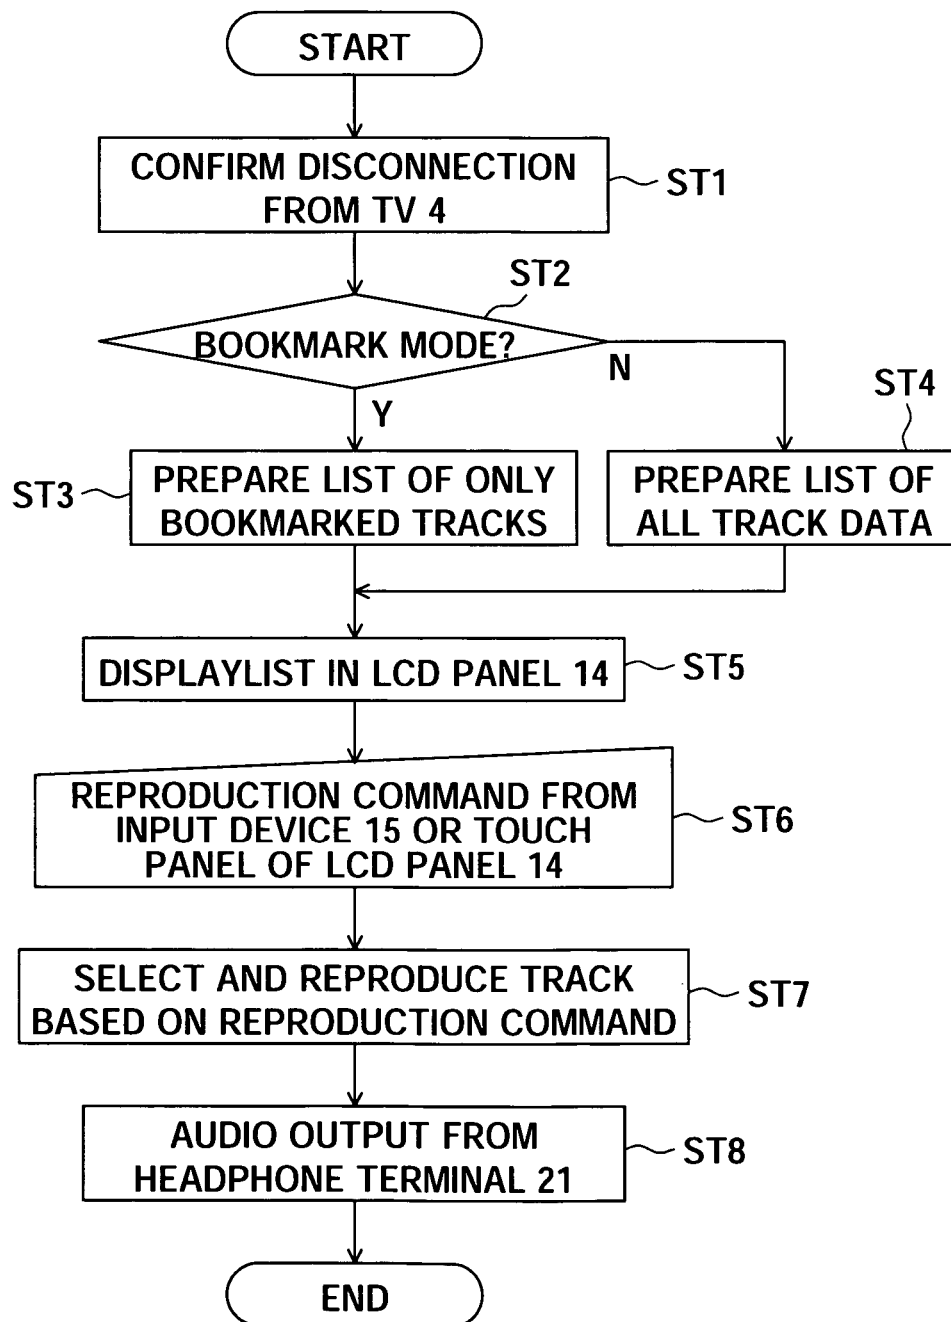 START
CONFIRM DISCONNECTION
FROM TV 4
ST1
ST2
BOOKMARK MODE?
N
Y
ST4
ST3
PREPARE LIST OF ONLY
BOOKMARKED TRACKS
PREPARE LIST OF
ALL TRACK DATA
DISPLAYLIST IN LCD PANEL 14
ST5
REPRODUCTION COMMAND FROM
INPUT DEVICE 15 OR TOUCH
PANEL OF LCD PANEL 14
ST6
SELECT AND REPRODUCE TRACK
BASED ON REPRODUCTION COMMAND
ST7
AUDIO OUTPUT FROM
HEADPHONE TERMINAL 21
ST8
END